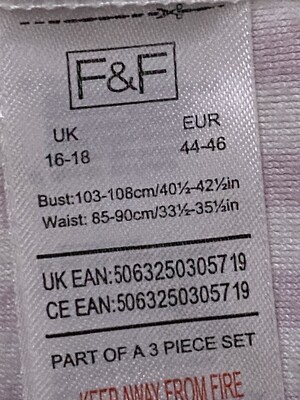 F&F
UK EUR
16-18 44-46
Bust:103-108cm/40½-42½in
Waist: 85-90cm/33½-35½in
UK EAN:5063250305719
CE EAN:5063250305719
PART OF A 3 PIECE SET
KEEP AWAY FROM FIRE